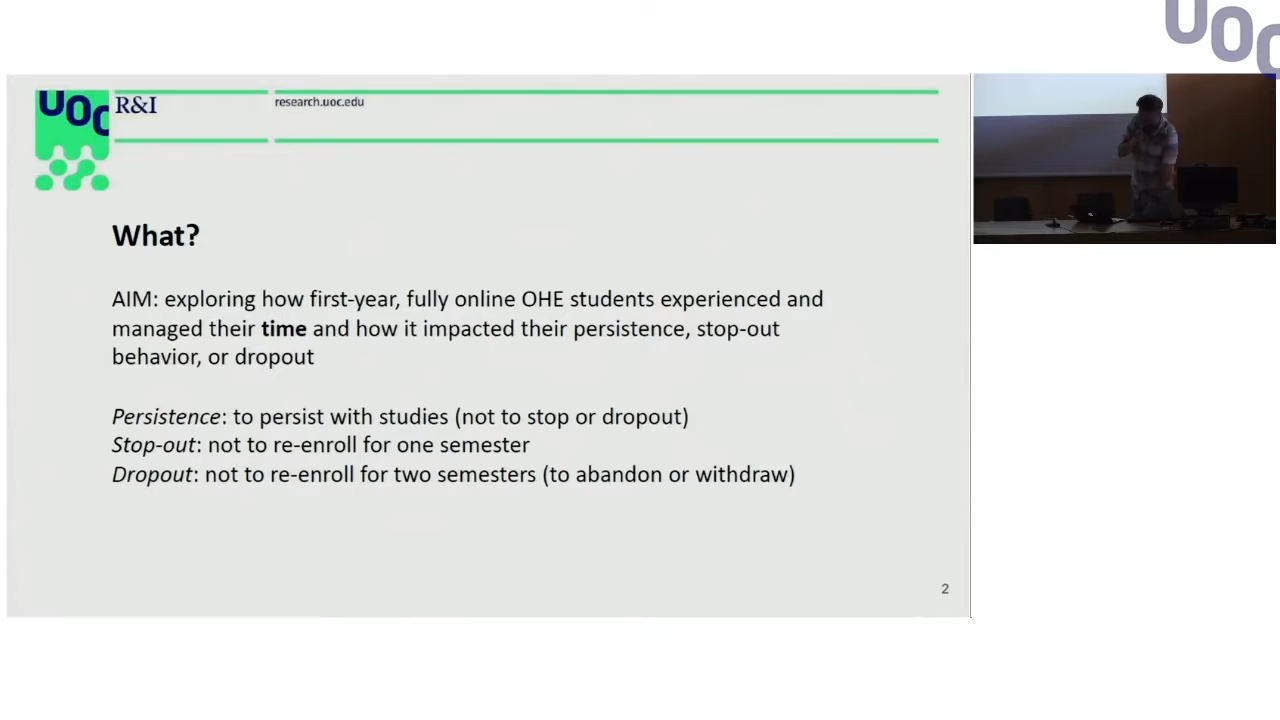 UOC
UOC
R&I
research.uoc.edu
What?
AIM: exploring how first-year, fully online OHE students experienced and
managed their time and how it impacted their persistence, stop-out
behavior, or dropout
Persistence: to persist with studies (not to stop or dropout)
Stop-out: not to re-enroll for one semester
Dropout: not to re-enroll for two semesters (to abandon or withdraw)
2